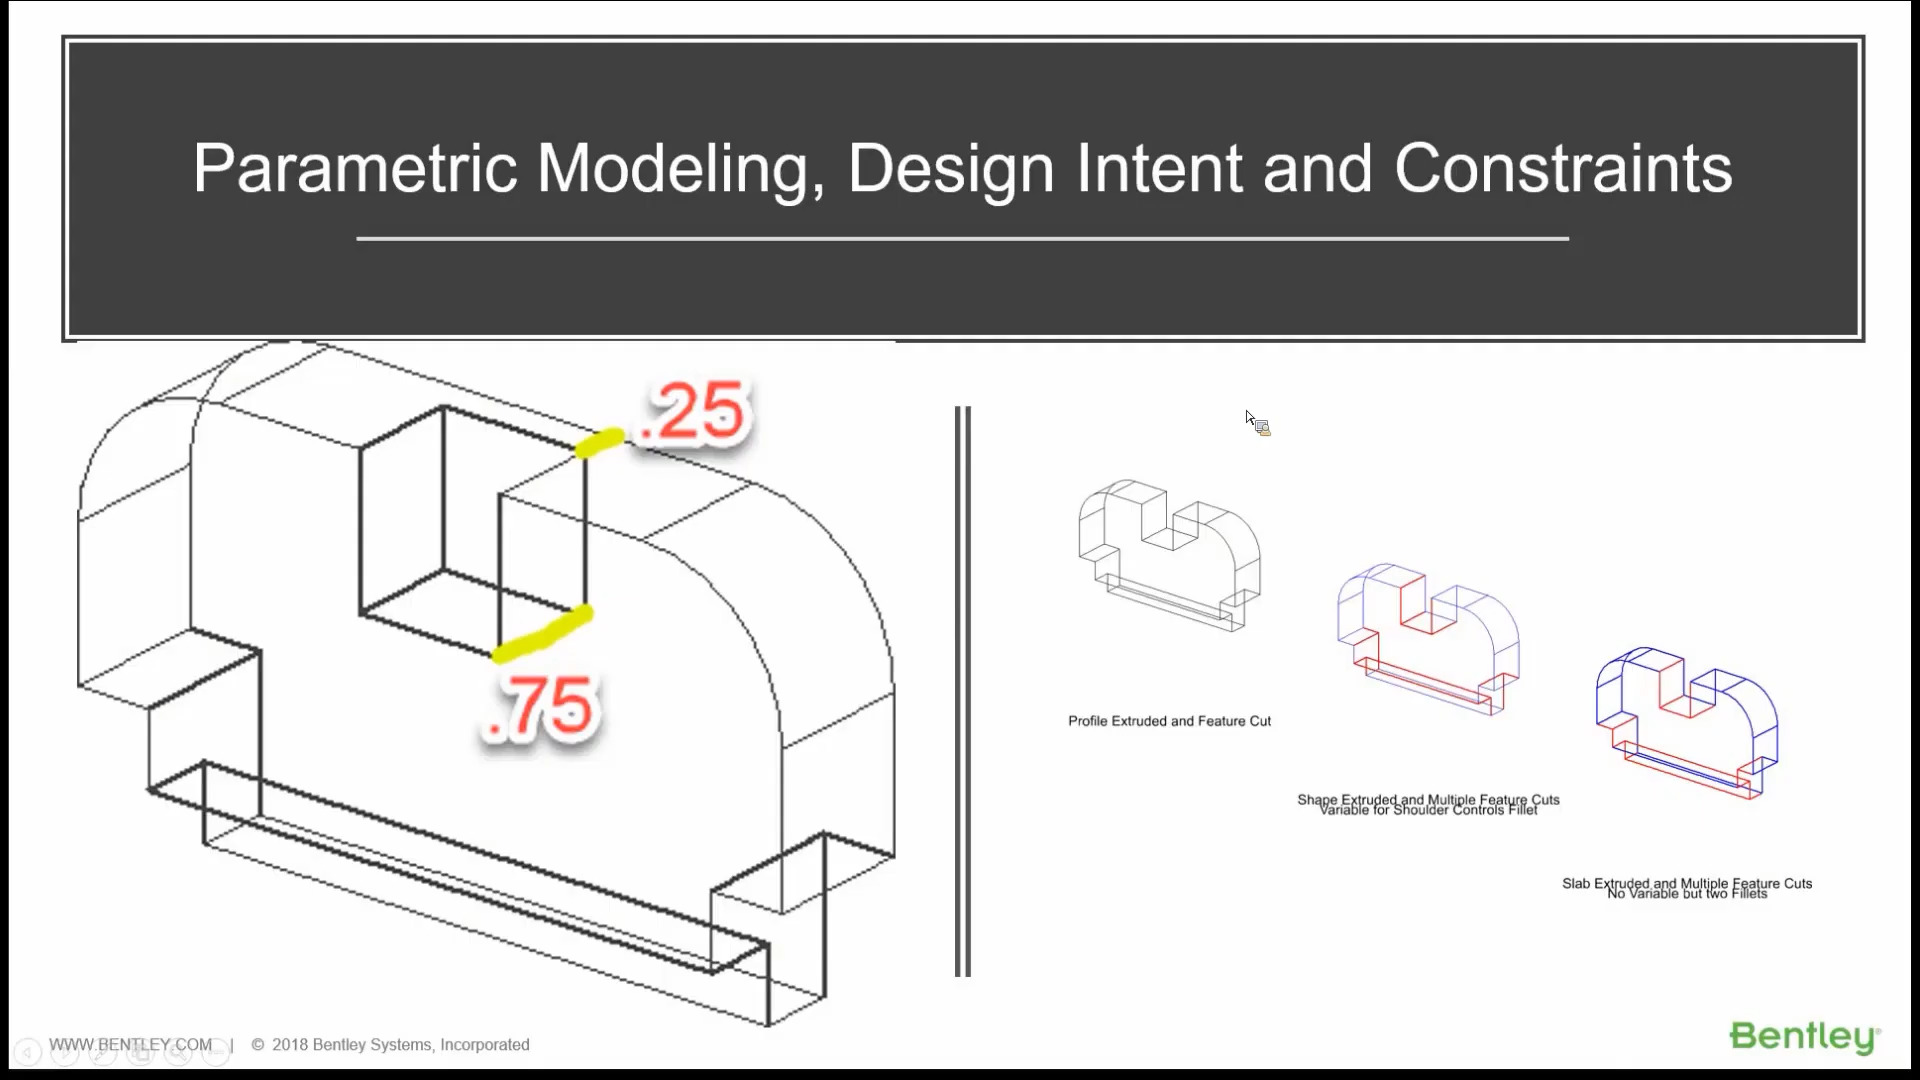 Parametric Modeling, Design Intent and Constraints
.25
.75
Profile Extruded and Feature Cut
Shape Extruded and Multiple Feature Cuts
Variable for Shoulder Controls Fillet
Slab Extruded and Multiple Feature Cuts
No Variable but two Fillets
WWW.BENTLEY.COM | © 2018 Bentley Systems, Incorporated
Bentley®